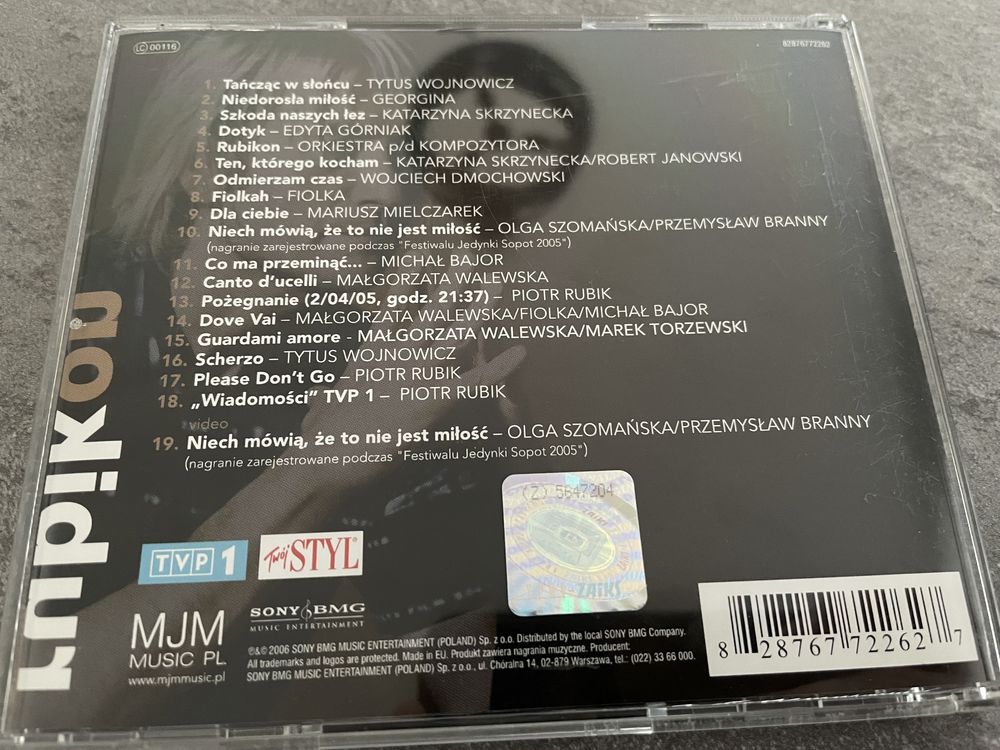 LC 00116
82876772262
1. Tańcząc w słońcu – TYTUS WOJNOWICZ
2. Niedorosła miłość – GEORGINA
3. Szkoda naszych łez – KATARZYNA SKRZYNECKA
4. Dotyk – EDYTA GÓRNIAK
5. Rubikon – ORKIESTRA p/d KOMPOZYTORA
6. Ten, którego kocham – KATARZYNA SKRZYNECKA/ROBERT JANOWSKI
7. Odmierzam czas – WOJCIECH DMOCHOWSKI
8. Fiolkah – FIOLKA
9. Dla ciebie – MARIUSZ MIELCZAREK
10. Niech mówią, że to nie jest miłość – OLGA SZOMAŃSKA/PRZEMYSŁAW BRANNY
(nagranie zarejestrowane podczas "Festiwalu Jedynki Sopot 2005")
11. Co ma przeminąć... – MICHAŁ BAJOR
12. Canto d'ucelli – MAŁGORZATA WALEWSKA
13. Pożegnanie (2/04/05, godz. 21:37) – PIOTR RUBIK
14. Dove Vai – MAŁGORZATA WALEWSKA/FIOLKA/MICHAŁ BAJOR
15. Guardami amore - MAŁGORZATA WALEWSKA/MAREK TORZEWSKI
16. Scherzo – TYTUS WOJNOWICZ
17. Please Don't Go – PIOTR RUBIK
18. „Wiadomości" TVP 1 – PIOTR RUBIK
video
19. Niech mówią, że to nie jest miłość – OLGA SZOMAŃSKA/PRZEMYSŁAW BRANNY
(nagranie zarejestrowane podczas "Festiwalu Jedynki Sopot 2005")
rubikon
(Z) 5647204
ZAiKS
TVP 1
Twój STYL
MJM
MUSIC PL
www.mjmmusic.pl
SONY BMG
MUSIC ENTERTAINMENT
℗&© 2006 SONY BMG MUSIC ENTERTAINMENT (POLAND) Sp. z o.o. Distributed by the local SONY BMG Company.
All trademarks and logos are protected. Made in EU. Produkt zawiera nagrania muzyczne. Producent:
SONY BMG MUSIC ENTERTAINMENT (POLAND) Sp. z o.o., ul. Chóralna 14, 02-879 Warszawa, tel.: (022) 33 66 000.
8 28767 72262 7